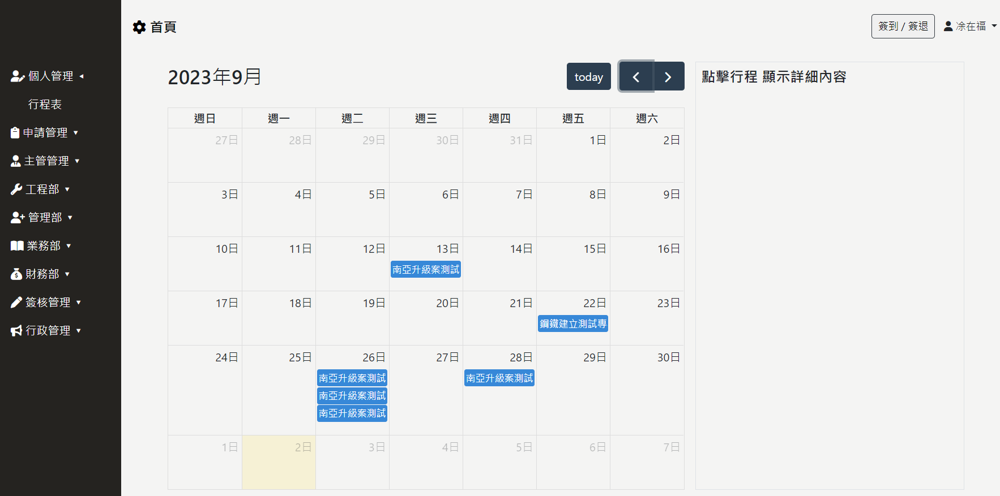 首頁
簽到 / 簽退
凃在福
個人管理
行程表
申請管理
主管管理
工程部
管理部
業務部
財務部
簽核管理
行政管理
2023年9月
today
點擊行程 顯示詳細內容
週日 週一 週二 週三 週四 週五 週六
27日 28日 29日 30日 31日 1日 2日
3日 4日 5日 6日 7日 8日 9日
10日 11日 12日 13日 14日 15日 16日
南亞升級案測試
17日 18日 19日 20日 21日 22日 23日
鋼鐵建立測試專
24日 25日 26日 27日 28日 29日 30日
南亞升級案測試 南亞升級案測試
南亞升級案測試
南亞升級案測試
1日 2日 3日 4日 5日 6日 7日